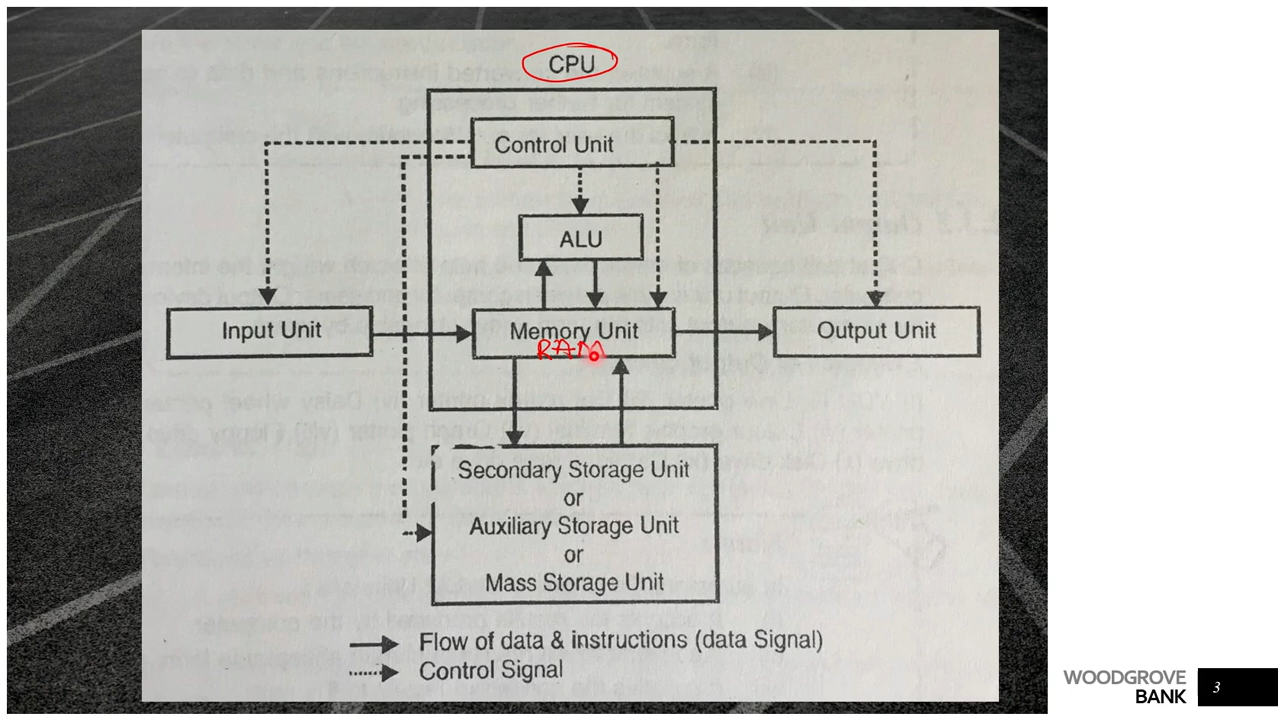 CPU
Control Unit
ALU
Input Unit
Memory Unit
Output Unit
RAM
Secondary Storage Unit
or
Auxiliary Storage Unit
or
Mass Storage Unit
Flow of data & instructions (data Signal)
Control Signal
WOODGROVE
BANK
3